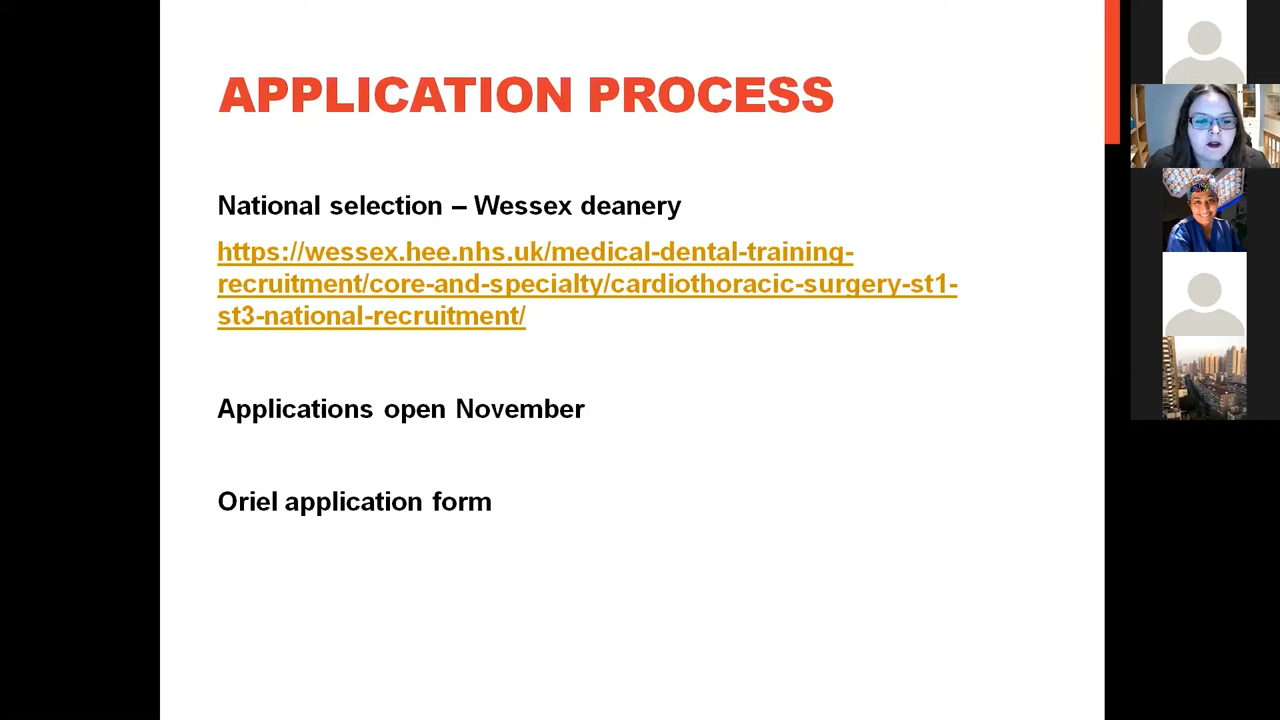 APPLICATION PROCESS
National selection – Wessex deanery
https://wessex.hee.nhs.uk/medical-dental-training-
recruitment/core-and-specialty/cardiothoracic-surgery-st1-
st3-national-recruitment/
Applications open November
Oriel application form